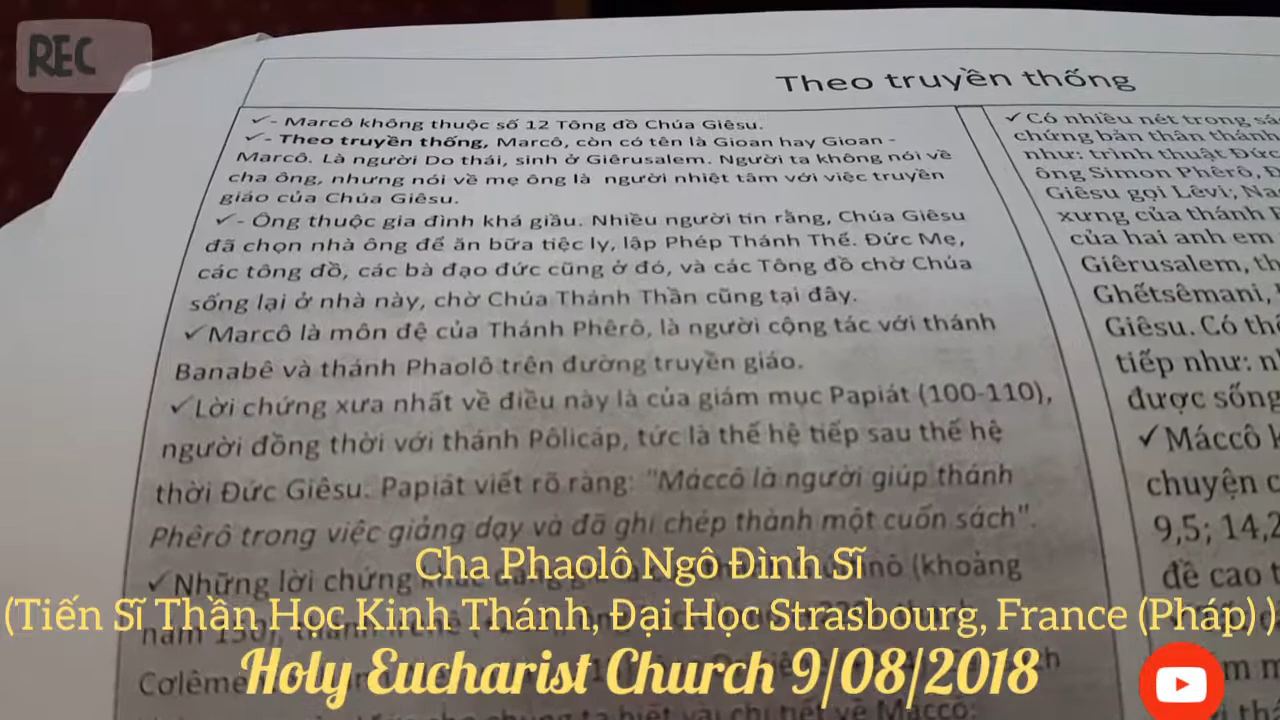 REC
Theo truyền thống
✓- Marcô không thuộc số 12 Tông đồ Chúa Giêsu.
✓- Theo truyền thống, Marcô, còn có tên là Gioan hay Gioan -
Marcô. Là người Do thái, sinh ở Giêrusalem. Người ta không nói về
cha ông, nhưng nói về mẹ ông là người nhiệt tâm với việc truyền
giáo của Chúa Giêsu.
✓- Ông thuộc gia đình khá giầu. Nhiều người tin rằng, Chúa Giêsu
đã chọn nhà ông để ăn bữa tiệc ly, lập Phép Thánh Thể. Đức Mẹ,
các tông đồ, các bà đạo đức cũng ở đó, và các Tông đồ chờ Chúa
sống lại ở nhà này, chờ Chúa Thánh Thần cũng tại đây.
✓Marcô là môn đệ của Thánh Phêrô, là người cộng tác với thánh
Banabê và thánh Phaolô trên đường truyền giáo.
✓Lời chứng xưa nhất về điều này là của giám mục Papiát (100-110),
người đồng thời với thánh Pôlicáp, tức là thế hệ tiếp sau thế hệ
thời Đức Giêsu. Papiát viết rõ ràng: "Máccô là người giúp thánh
Phêrô trong việc giảng dạy và đã ghi chép thành một cuốn sách".
✓Những lời chứng
(khoảng
năm 150),
✓Có nhiều nét trong
chứng bản thân thánh
như: trình thuật Đức
ông Simon Phêrô,
Giêsu gọi Lêvi;
xưng của thánh
của hai anh em
Giêrusalem,
Ghếtsêmani,
Giêsu. Có
tiếp như:
được sống
✓Máccô
chuyện
9,5;
đề cao
Cha Phaolô Ngô Đình Sĩ
(Tiến Sĩ Thần Học Kinh Thánh, Đại Học Strasbourg, France (Pháp) )
Holy Eucharist Church 9/08/2018